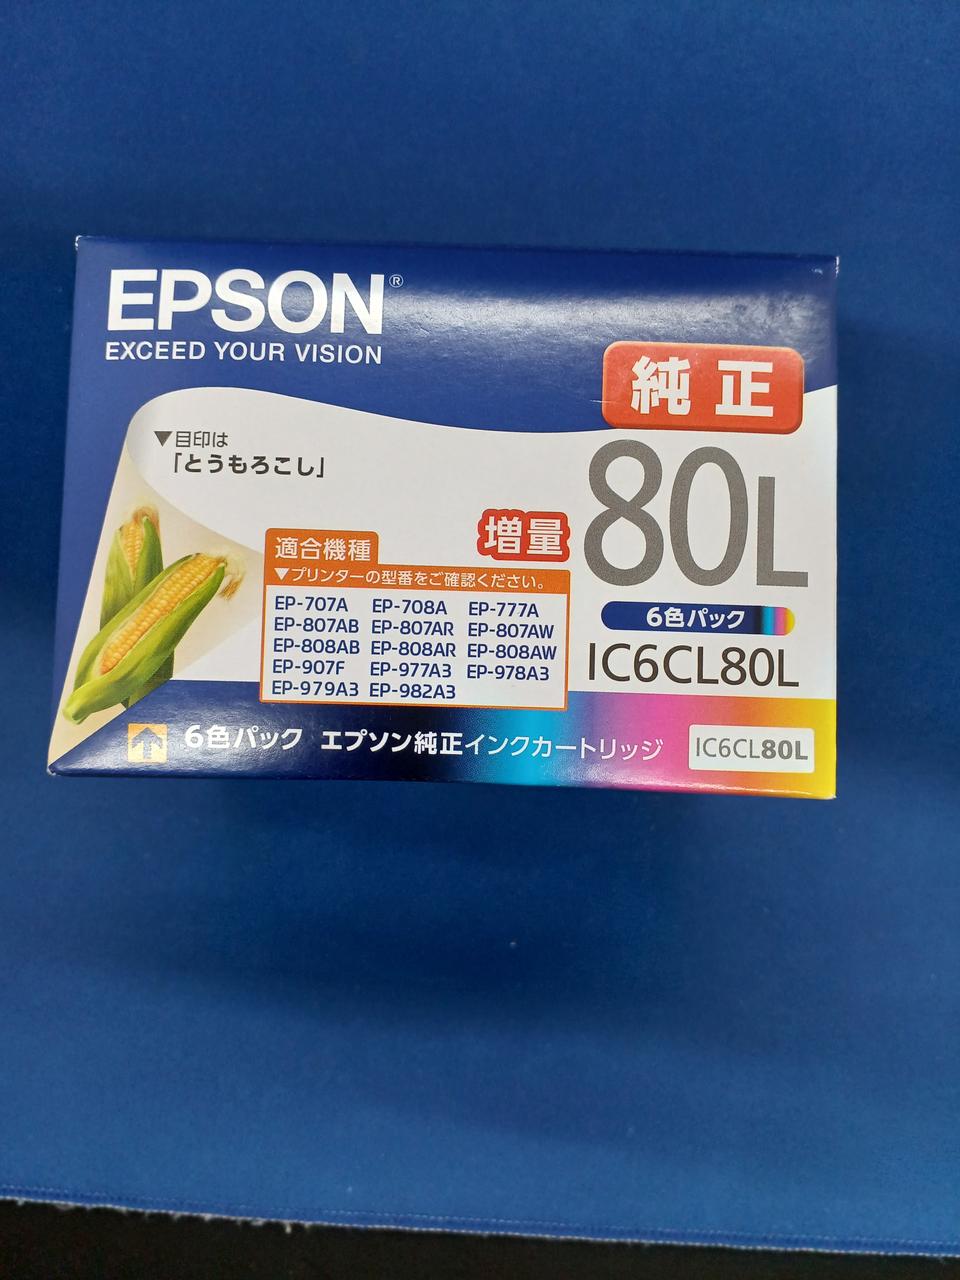 EPSON®
EXCEED YOUR VISION
純正
▼目印は
「とうもろこし」
増量
80L
適合機種
▼プリンターの型番をご確認ください。
EP-707A EP-708A EP-777A
EP-807AB EP-807AR EP-807AW
EP-808AB EP-808AR EP-808AW
EP-907F EP-977A3 EP-978A3
EP-979A3 EP-982A3
6色パック
IC6CL80L
6色パック エプソン純正インクカートリッジ
IC6CL80L